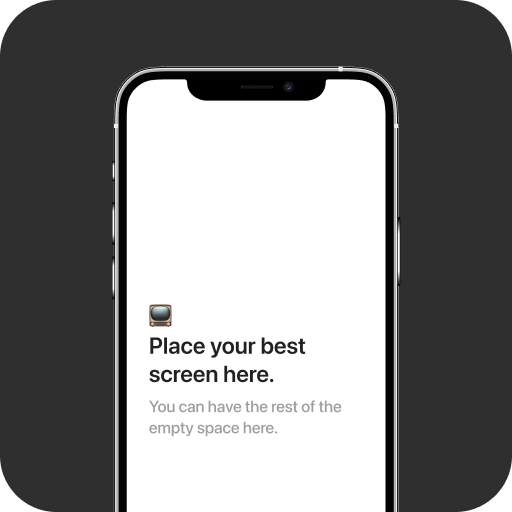 Place your best
screen here.
You can have the rest of the
empty space here.